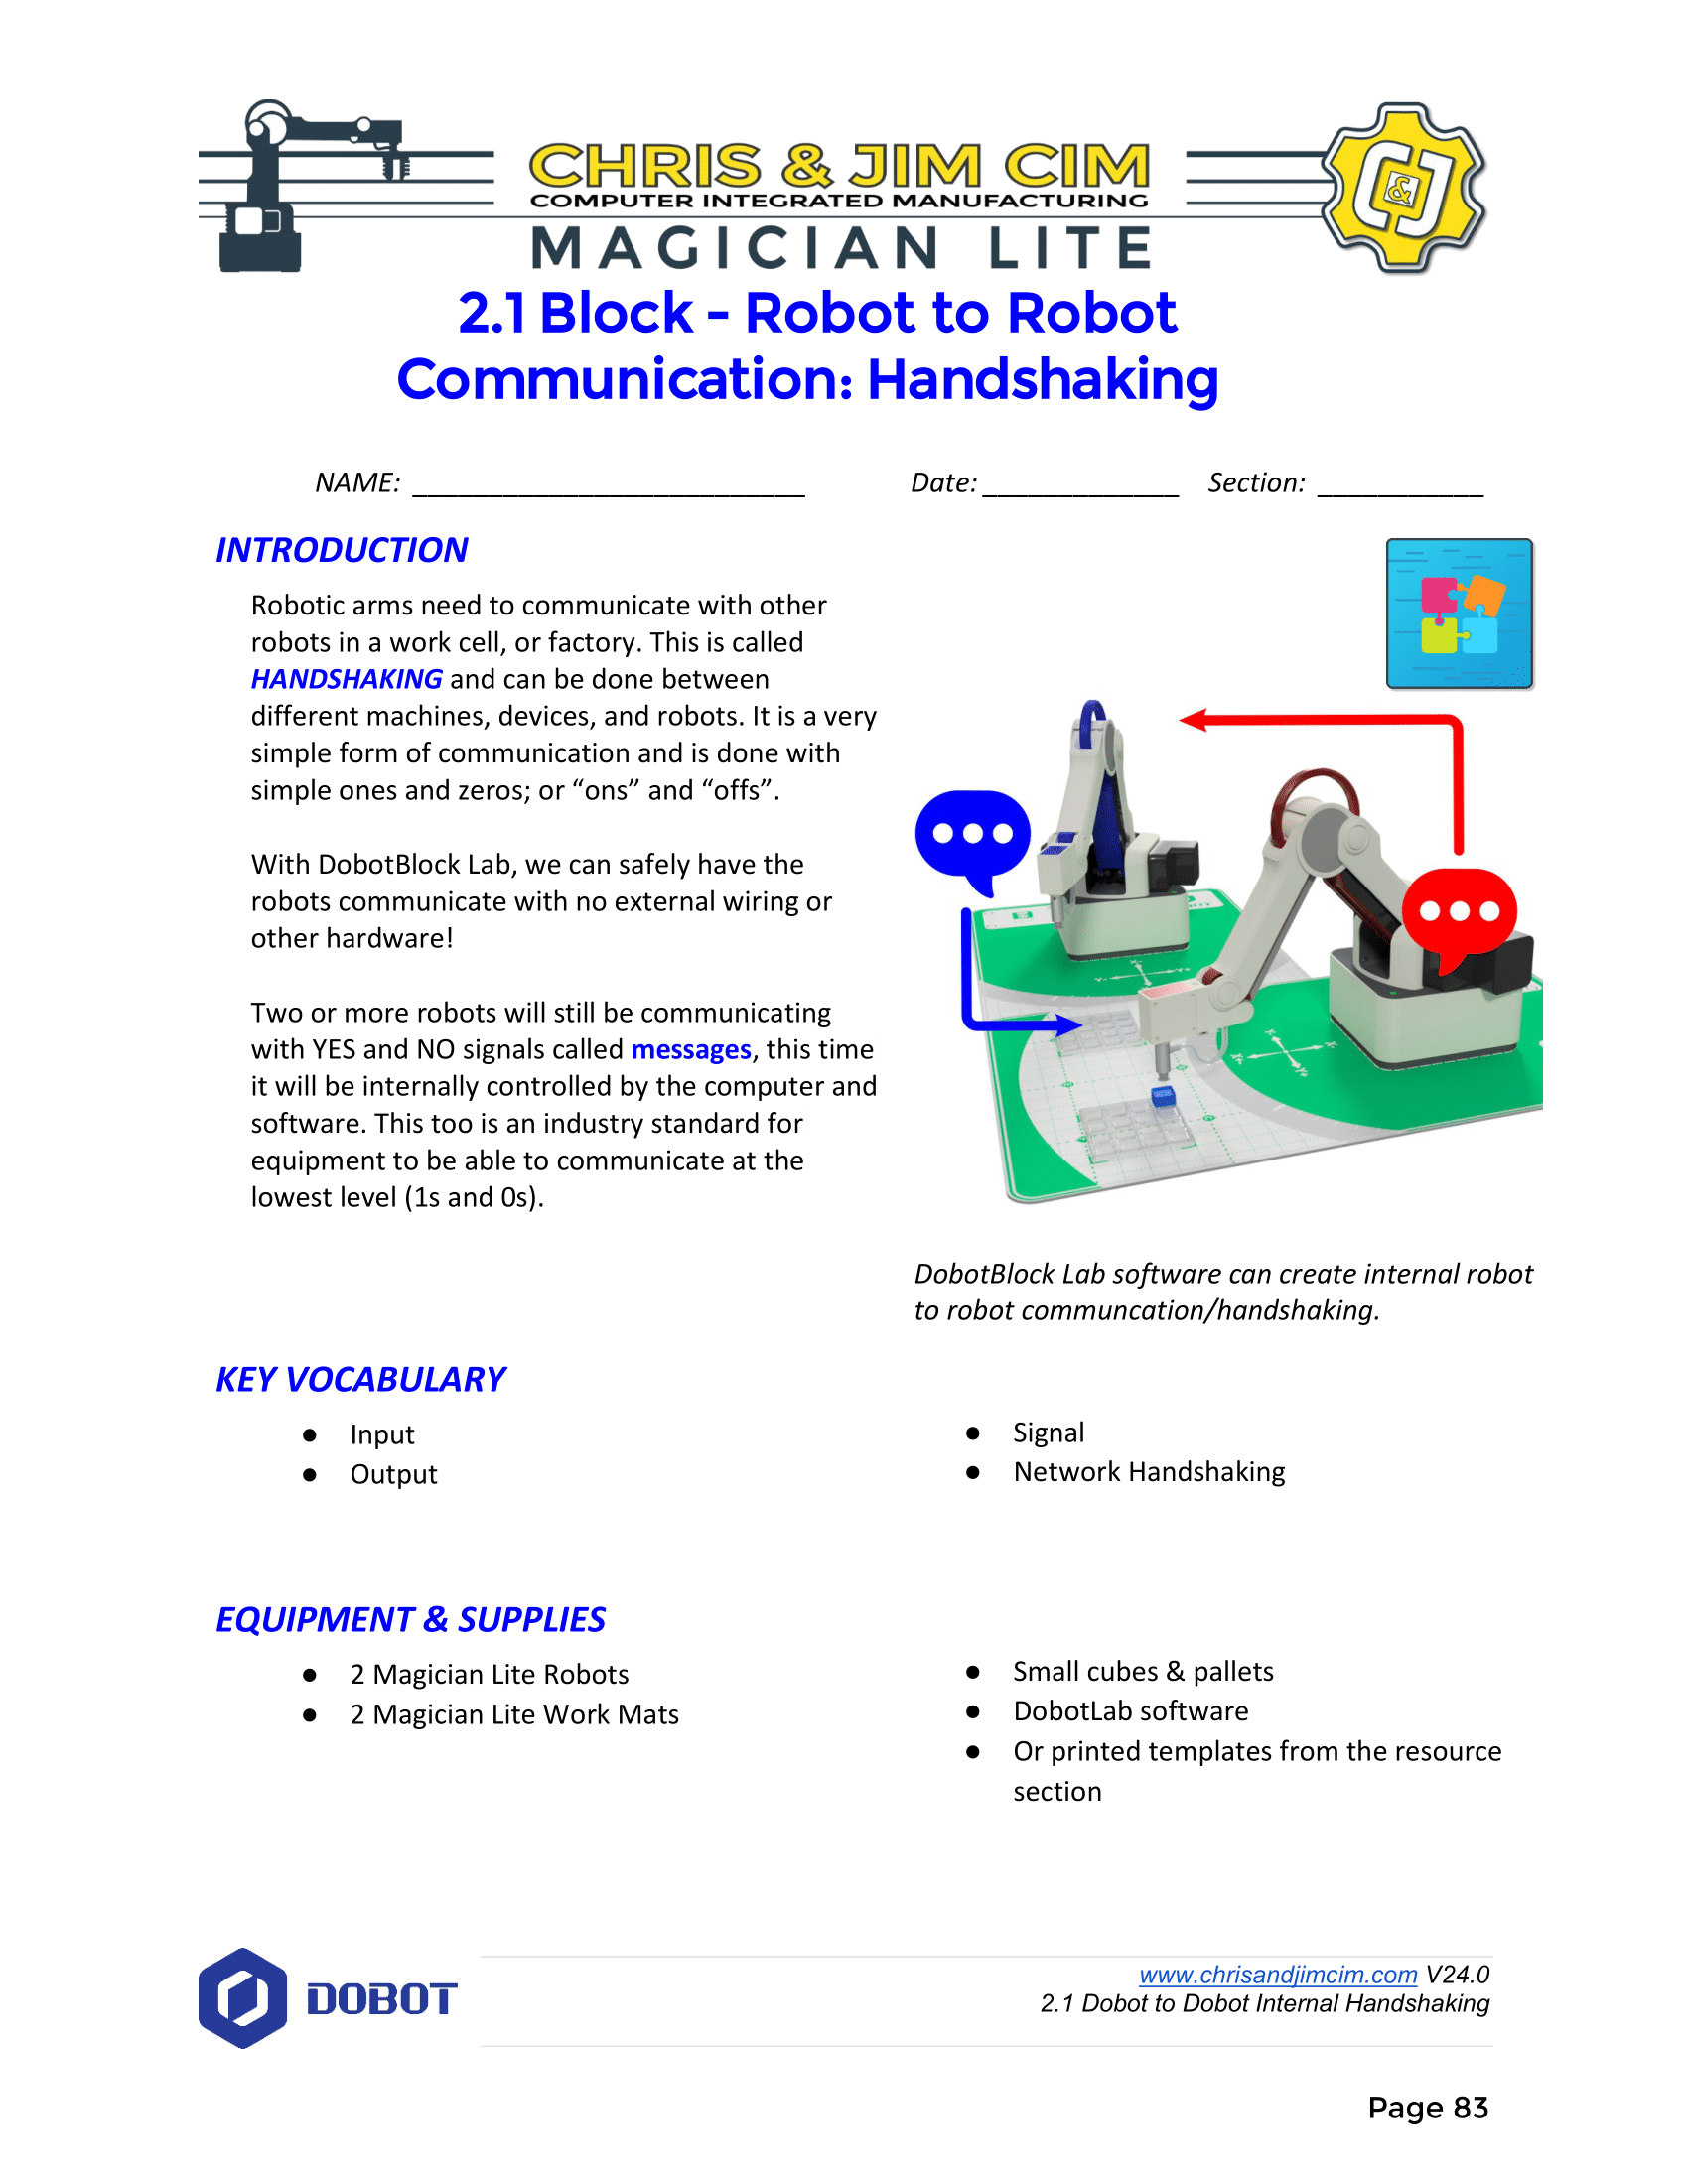 CHRIS & JIM CIM
COMPUTER INTEGRATED MANUFACTURING
MAGICIAN LITE
C&J
2.1 Block - Robot to Robot
Communication: Handshaking
NAME: __________________________ Date: _____________ Section: ___________
INTRODUCTION
Robotic arms need to communicate with other
robots in a work cell, or factory. This is called
HANDSHAKING and can be done between
different machines, devices, and robots. It is a very
simple form of communication and is done with
simple ones and zeros; or “ons” and “offs”.
With DobotBlock Lab, we can safely have the
robots communicate with no external wiring or
other hardware!
Two or more robots will still be communicating
with YES and NO signals called messages, this time
it will be internally controlled by the computer and
software. This too is an industry standard for
equipment to be able to communicate at the
lowest level (1s and 0s).
DobotBlock Lab software can create internal robot
to robot communcation/handshaking.
KEY VOCABULARY
● Input
● Output
● Signal
● Network Handshaking
EQUIPMENT & SUPPLIES
● 2 Magician Lite Robots
● 2 Magician Lite Work Mats
● Small cubes & pallets
● DobotLab software
● Or printed templates from the resource
section
DOBOT
www.chrisandjimcim.com V24.0
2.1 Dobot to Dobot Internal Handshaking
Page 83